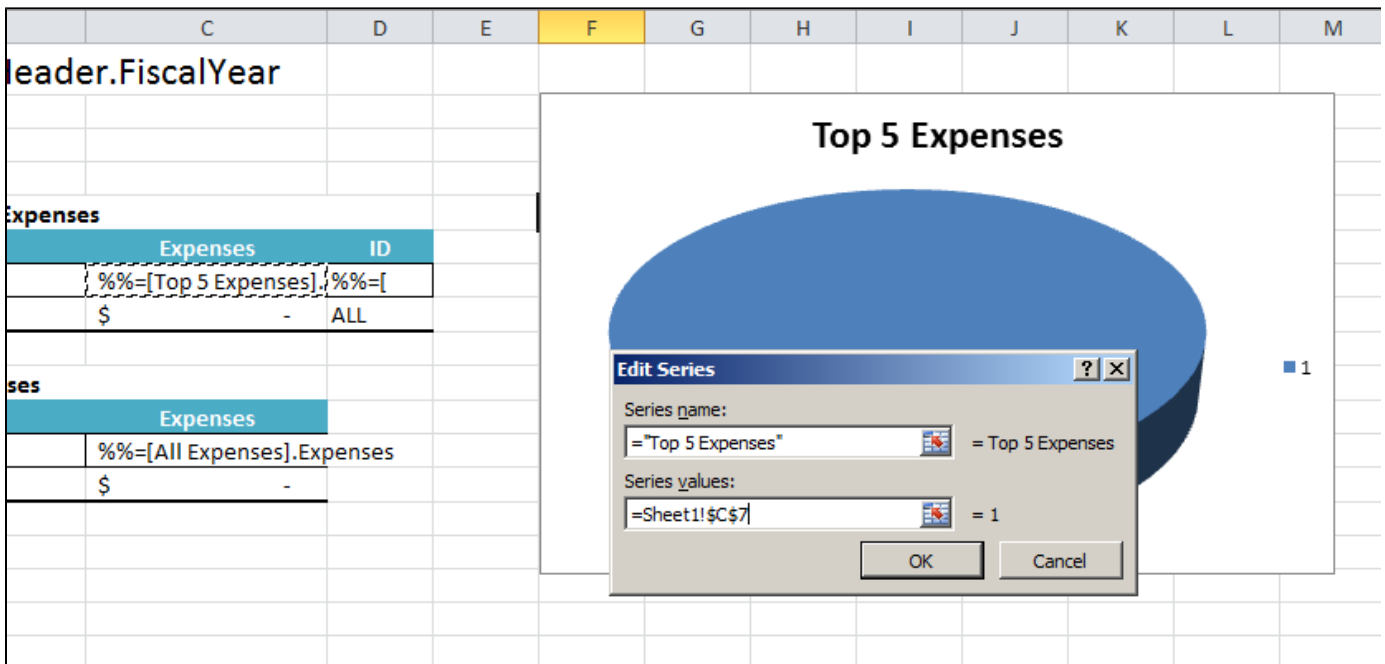 C D E F G H I J K L M
leader.FiscalYear
Top 5 Expenses
Expenses
Expenses ID
%%=[Top 5 Expenses]. %%=[
$ - ALL
1
Edit Series
Series name:
="Top 5 Expenses" = Top 5 Expenses
Series values:
=Sheet1!$C$7 = 1
OK Cancel
ses
Expenses
%%=[All Expenses].Expenses
$ -